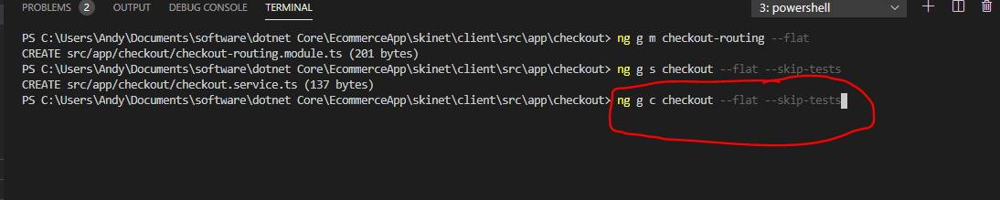 PROBLEMS 2 OUTPUT DEBUG CONSOLE TERMINAL 3: powershell
PS C:\Users\Andy\Documents\software\dotnet Core\EcommerceApp\skinet\client\src\app\checkout> ng g m checkout-routing --flat
CREATE src/app/checkout/checkout-routing.module.ts (201 bytes)
PS C:\Users\Andy\Documents\software\dotnet Core\EcommerceApp\skinet\client\src\app\checkout> ng g s checkout --flat --skip-tests
CREATE src/app/checkout/checkout.service.ts (137 bytes)
PS C:\Users\Andy\Documents\software\dotnet Core\EcommerceApp\skinet\client\src\app\checkout> ng g c checkout --flat --skip-tests